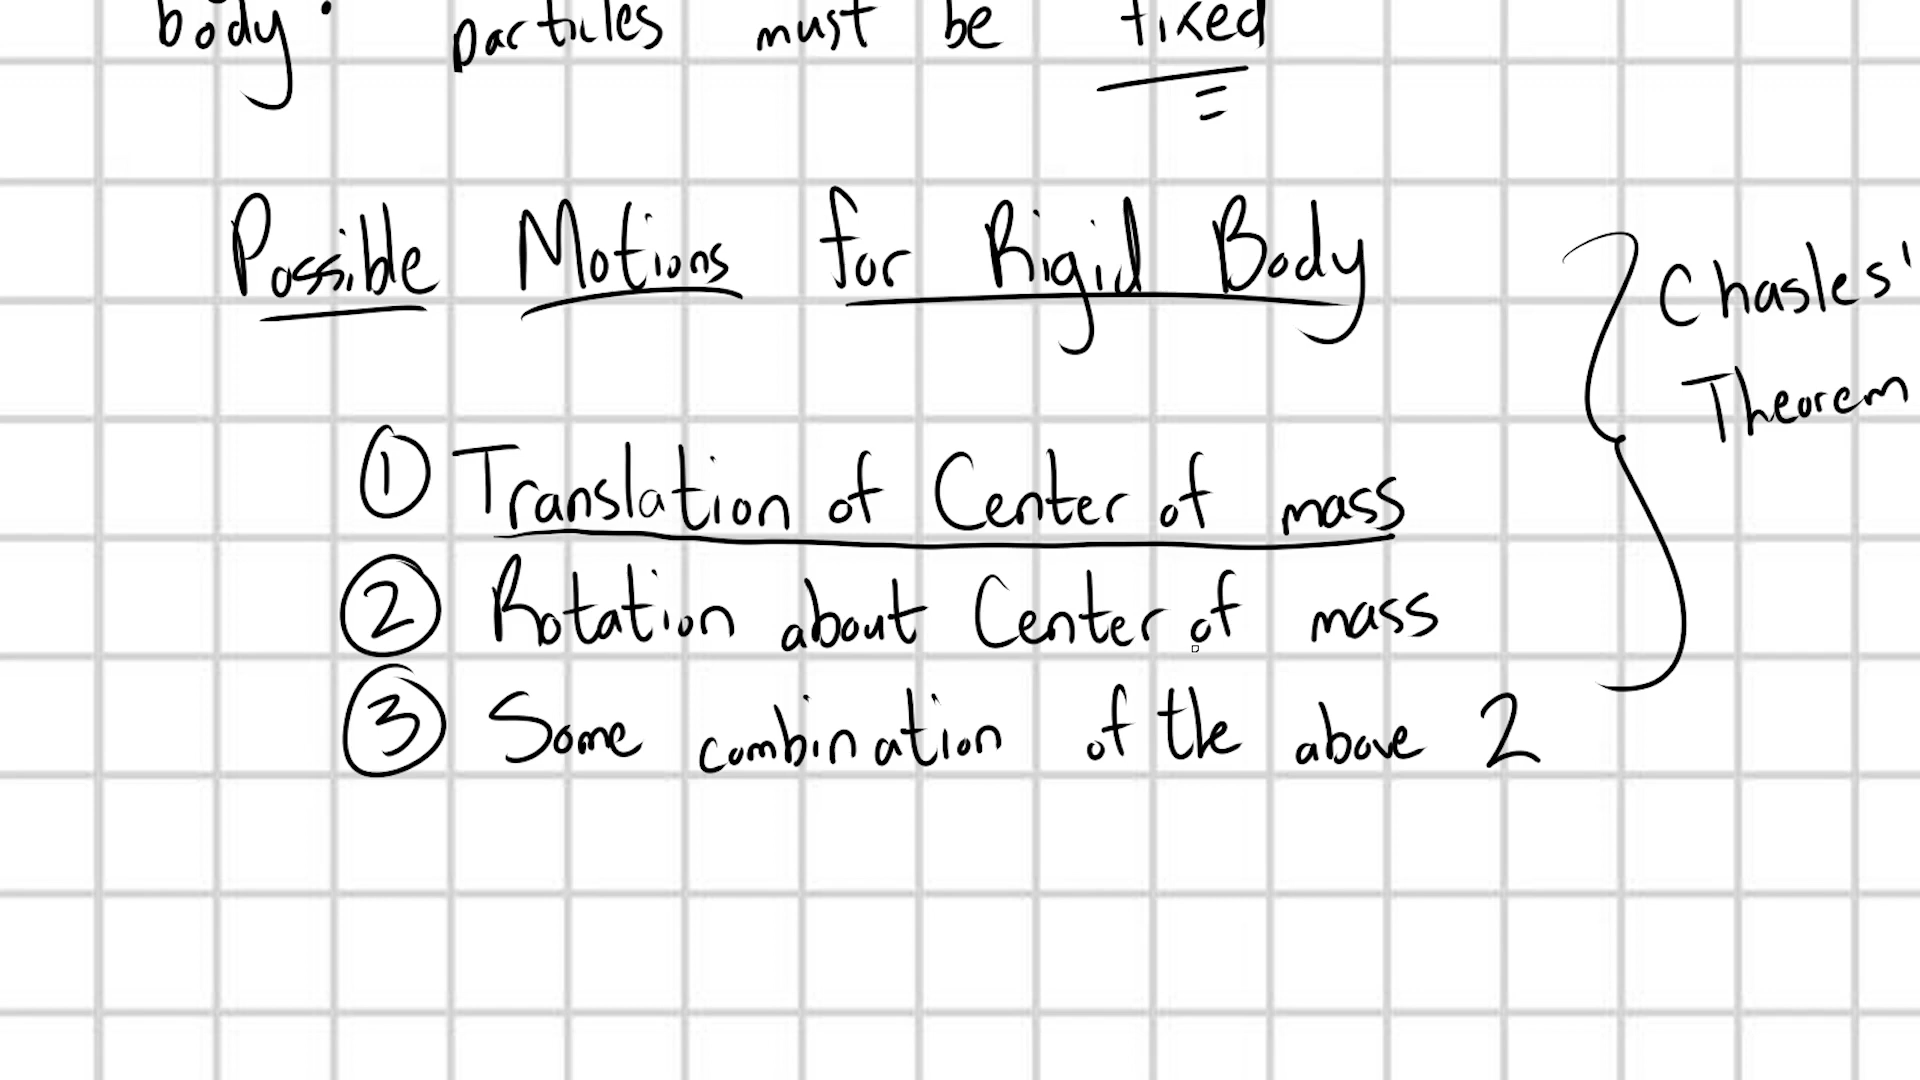 body: particles must be fixed
Possible Motions for Rigid Body
Chasles'
Theorem
① Translation of Center of mass
② Rotation about Center of mass
③ Some combination of the above 2